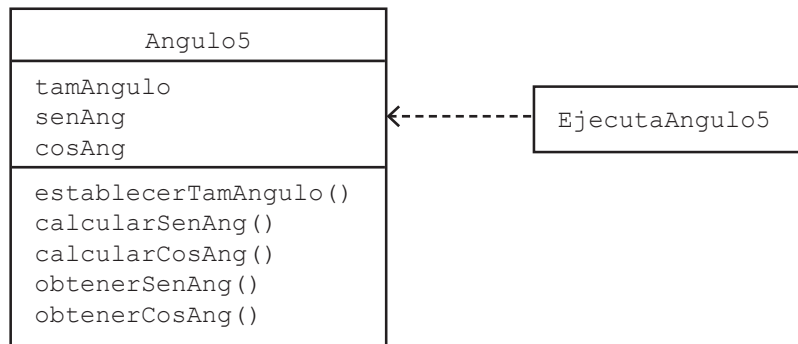 Angulo5
tamAngulo
senAng
cosAng
establecerTamAngulo()
calcularSenAng()
calcularCosAng()
obtenerSenAng()
obtenerCosAng()
EjecutaAngulo5